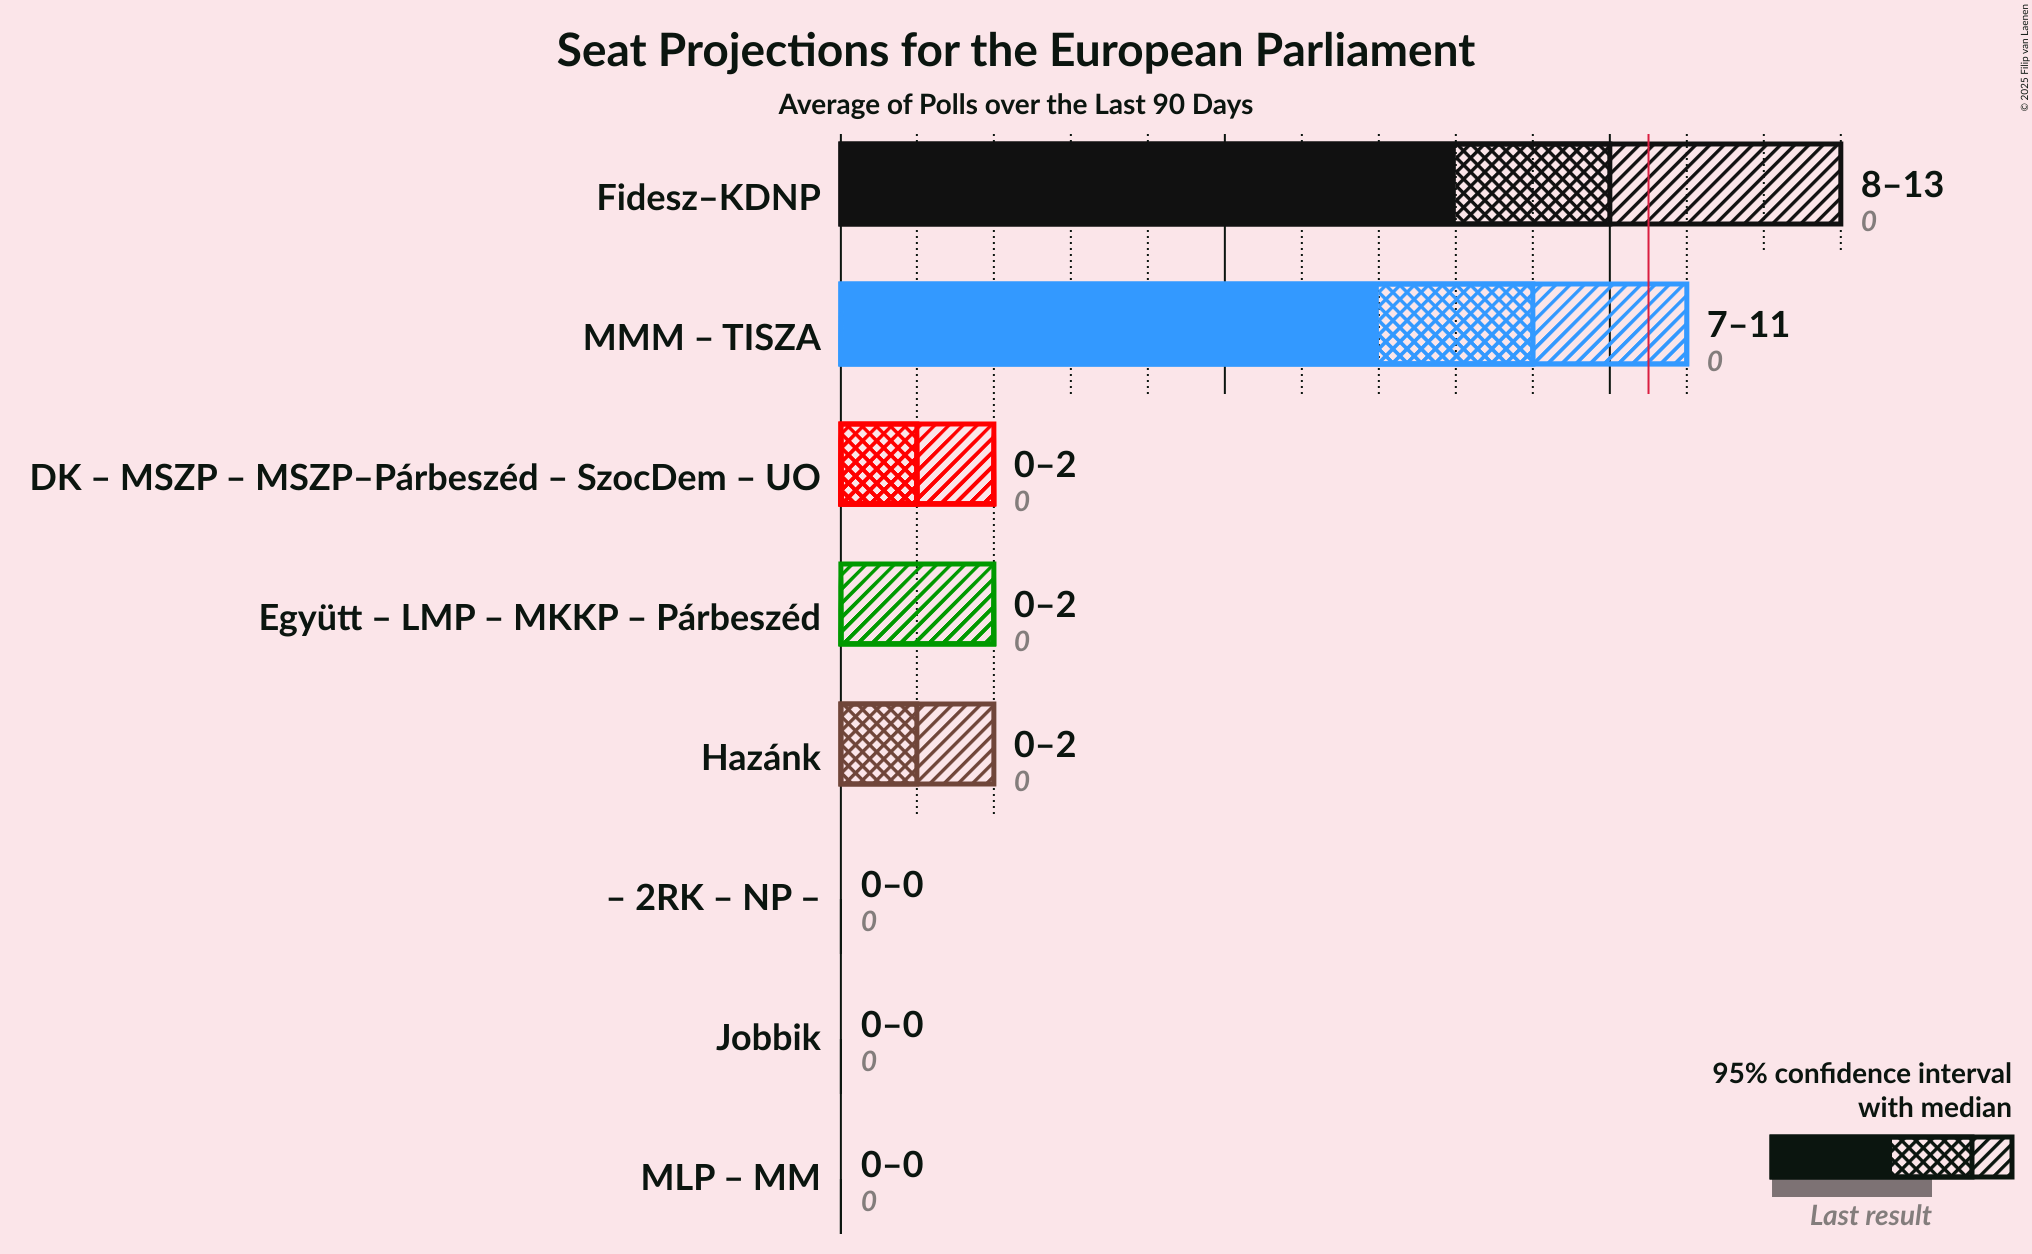 Seat Projections for the European Parliament
Average of Polls over the Last 90 Days
© 2025 Filip van Laenen
Fidesz–KDNP
8–13
0
MMM – TISZA
7–11
0
DK – MSZP – MSZP–Párbeszéd – SzocDem – UO
0–2
0
Együtt – LMP – MKKP – Párbeszéd
0–2
0
Hazánk
0–2
0
– 2RK – NP –
0–0
0
Jobbik
0–0
0
MLP – MM
0–0
0
95% confidence interval
with median
Last result